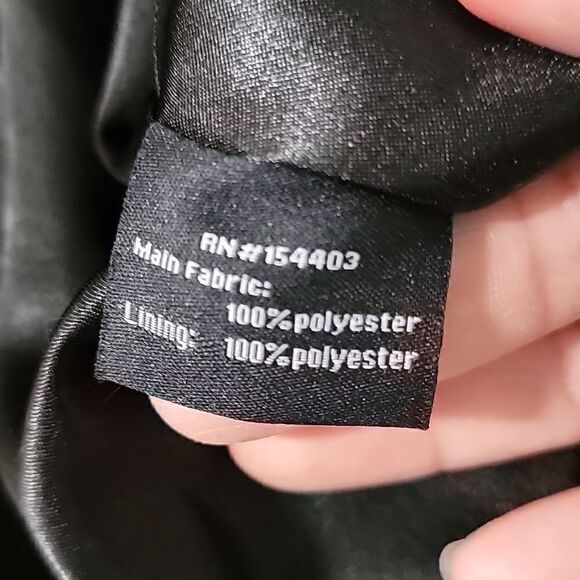 RN#154403
Main Fabric:
100%polyester
Lining: 100%polyester